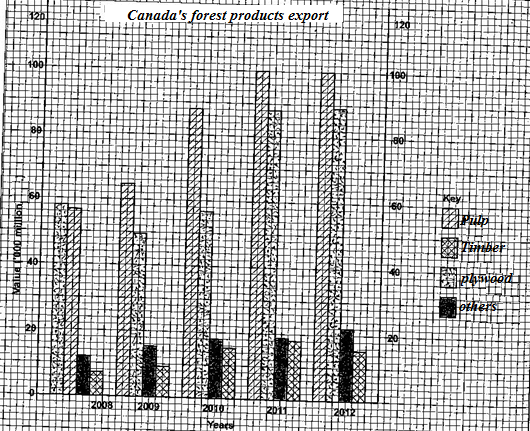 Canada's forest products export
120
100
80
60
40
20
0
120
100
80
60
40
20
Value ('000 million
2008 2009 2010 2011 2012
Years
Key
Pulp
Timber
plywood
others